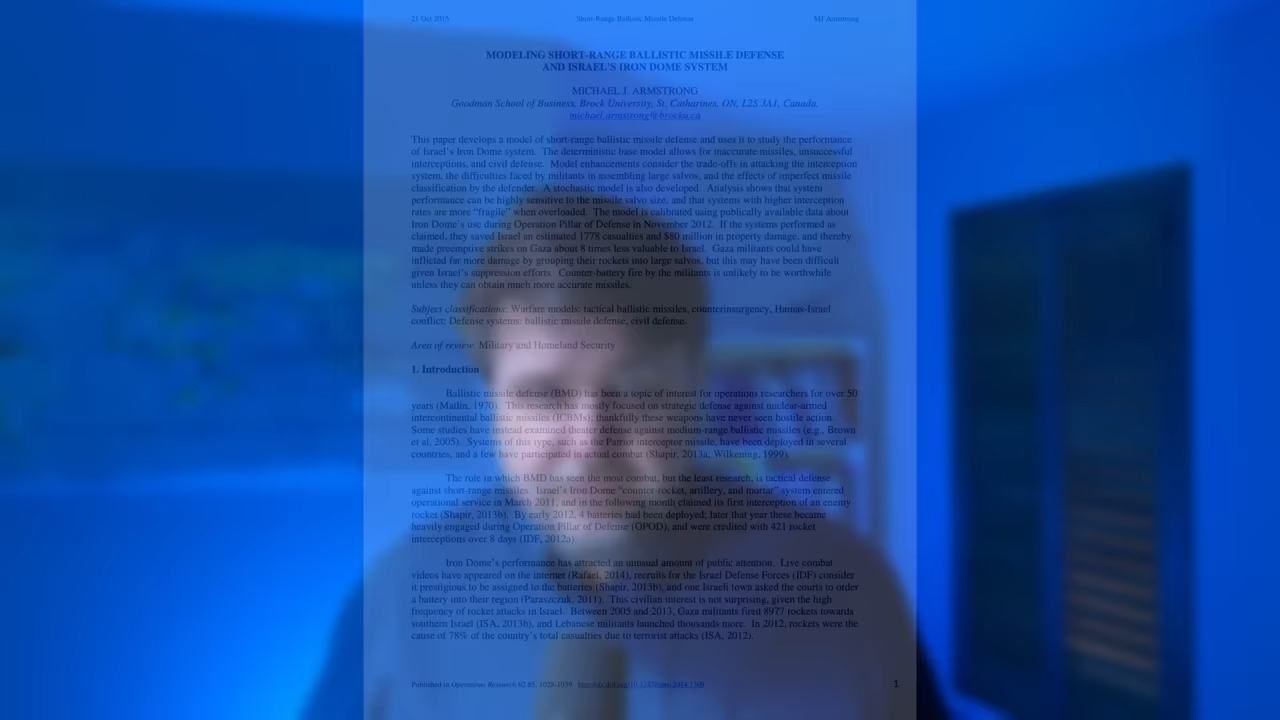 21 Oct 2015 Short-Range Ballistic Missile Defense MJ Armstrong
MODELING SHORT-RANGE BALLISTIC MISSILE DEFENSE
AND ISRAEL'S IRON DOME SYSTEM
MICHAEL J. ARMSTRONG
Goodman School of Business, Brock University, St. Catharines, ON, L2S 3A1, Canada,
michael.armstrong@brocku.ca
This paper develops a model of short-range ballistic missile defense and uses it to study the performance
of Israel's Iron Dome system. The deterministic base model allows for inaccurate missiles, unsuccessful
interceptions, and civil defense. Model enhancements consider the trade-offs in attacking the interception
system, the difficulties faced by militants in assembling large salvos, and the effects of imperfect missile
classification by the defender. A stochastic model is also developed. Analysis shows that system
performance can be highly sensitive to the missile salvo size, and that systems with higher interception
rates are more "fragile" when overloaded. The model is calibrated using publically available data about
Iron Dome's use during Operation Pillar of Defense in November 2012. If the systems performed as
claimed, they saved Israel an estimated 1778 casualties and $80 million in property damage, and thereby
made preemptive strikes on Gaza about 8 times less valuable to Israel. Gaza militants could have
inflicted far more damage by grouping their rockets into large salvos, but this may have been difficult
given Israel's suppression efforts. Counter-battery fire by the militants is unlikely to be worthwhile
unless they can obtain much more accurate missiles.
Subject classifications: Warfare models: tactical ballistic missiles, counterinsurgency, Hamas-Israel
conflict; Defense systems: ballistic missile defense, civil defense.
Area of review: Military and Homeland Security
1. Introduction
Ballistic missile defense (BMD) has been a topic of interest for operations researchers for over 50
years (Matlin, 1970). This research has mostly focused on strategic defense against nuclear-armed
intercontinental ballistic missiles (ICBMs); thankfully these weapons have never seen hostile action.
Some studies have instead examined theater defense against medium-range ballistic missiles (e.g., Brown
et al, 2005). Systems of this type, such as the Patriot interceptor missile, have been deployed in several
countries, and a few have participated in actual combat (Shapir, 2013a, Wilkening, 1999).
The role in which BMD has seen the most combat, but the least research, is tactical defense
against short-range missiles. Israel's Iron Dome "counter-rocket, artillery, and mortar" system entered
operational service in March 2011, and in the following month claimed its first interception of an enemy
rocket (Shapir, 2013b). By early 2012, 4 batteries had been deployed; later that year these became
heavily engaged during Operation Pillar of Defense (OPOD), and were credited with 421 rocket
interceptions over 8 days (IDF, 2012a).
Iron Dome's performance has attracted an unusual amount of public attention. Live combat
videos have appeared on the internet (Rafael, 2014), recruits for the Israel Defense Forces (IDF) consider
it prestigious to be assigned to the batteries (Shapir, 2013b), and one Israeli town asked the courts to order
a battery into their region (Paraszczuk, 2011). This civilian interest is not surprising, given the high
frequency of rocket attacks in Israel. Between 2005 and 2013, Gaza militants fired 8977 rockets towards
southern Israel (ISA, 2013b), and Lebanese militants launched thousands more. In 2012, rockets were the
cause of 78% of the country's total casualties due to terrorist attacks (ISA, 2012).
Published in Operations Research 62 #5, 1028-1039. http://dx.doi.org/10.1287/opre.2014.1309 1